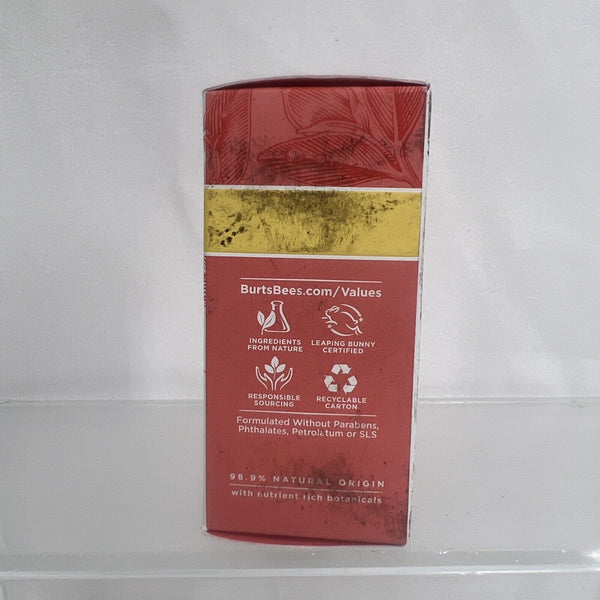 BurtsBees.com/Values
INGREDIENTS
FROM NATURE
LEAPING BUNNY
CERTIFIED
RESPONSIBLE
SOURCING
RECYCLABLE
CARTON
Formulated Without Parabens,
Phthalates, Petrolatum or SLS
98.9% NATURAL ORIGIN
with nutrient rich botanicals